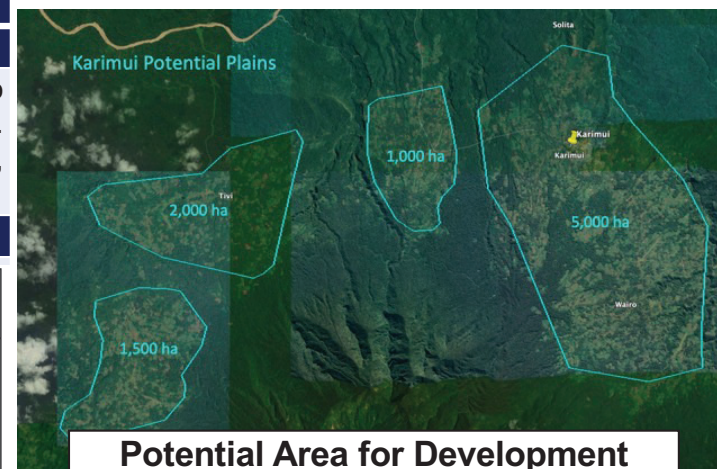 Solita
Karimui Potential Plains
Karimui
Karimui
1,000 ha
Tivi
2,000 ha
5,000 ha
Wairo
1,500 ha
Potential Area for Development